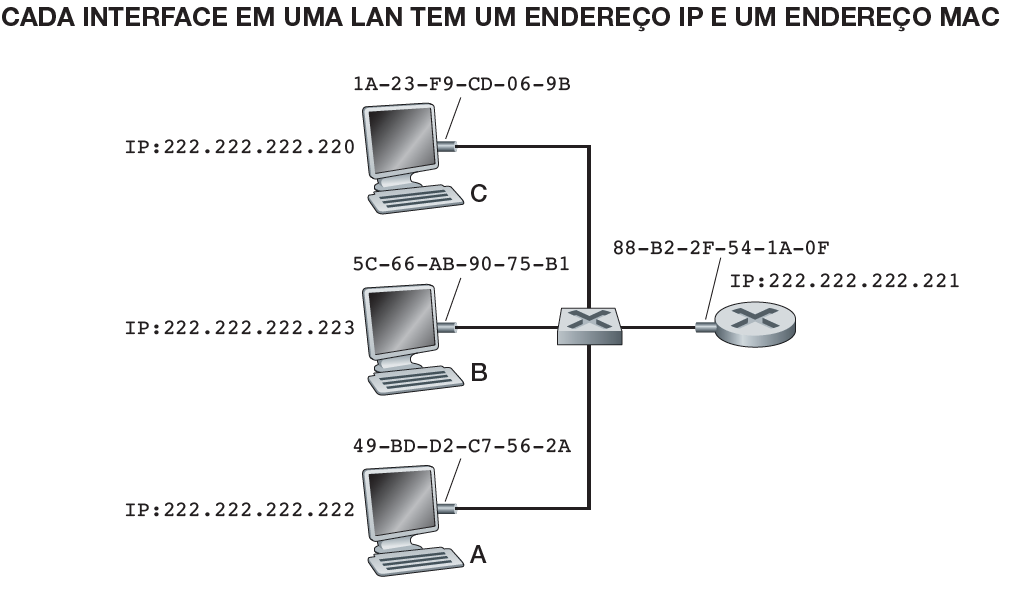 CADA INTERFACE EM UMA LAN TEM UM ENDEREÇO IP E UM ENDEREÇO MAC
1A-23-F9-CD-06-9B
IP:222.222.222.220
C
88-B2-2F-54-1A-0F
5C-66-AB-90-75-B1
IP:222.222.222.221
IP:222.222.222.223
B
49-BD-D2-C7-56-2A
IP:222.222.222.222
A